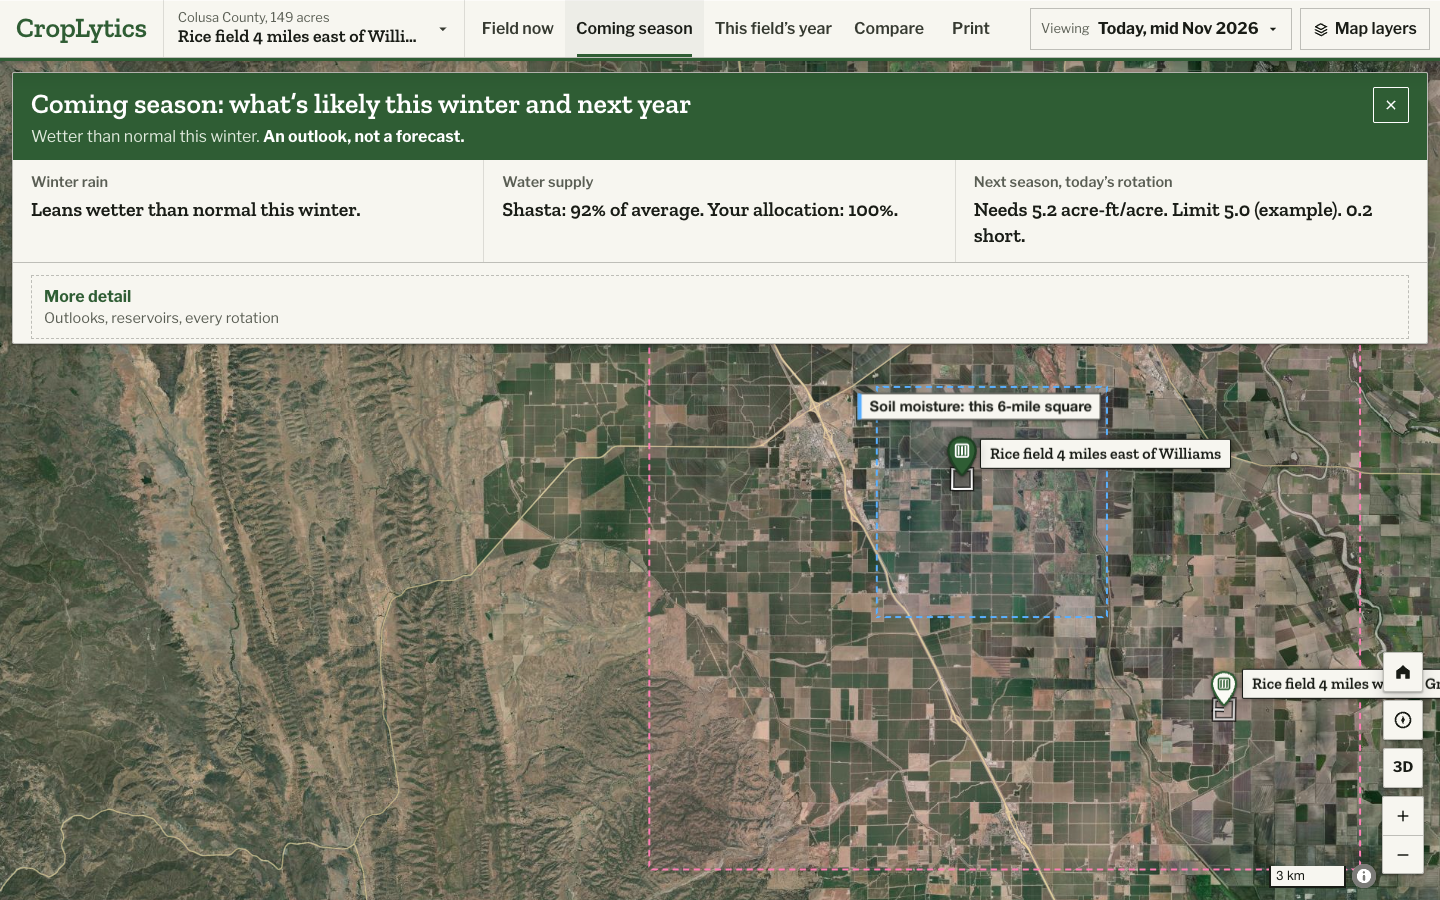 CropLytics
Colusa County, 149 acres
Rice field 4 miles east of Willi...
Field now
Coming season
This field's year
Compare
Print
Viewing Today, mid Nov 2026
Map layers
Coming season: what's likely this winter and next year
Wetter than normal this winter. An outlook, not a forecast.
Winter rain
Leans wetter than normal this winter.
Water supply
Shasta: 92% of average. Your allocation: 100%.
Next season, today's rotation
Needs 5.2 acre-ft/acre. Limit 5.0 (example). 0.2
short.
More detail
Outlooks, reservoirs, every rotation
Soil moisture: this 6-mile square
Rice field 4 miles east of Williams
Rice field 4 miles w
Gr
3D
3 km